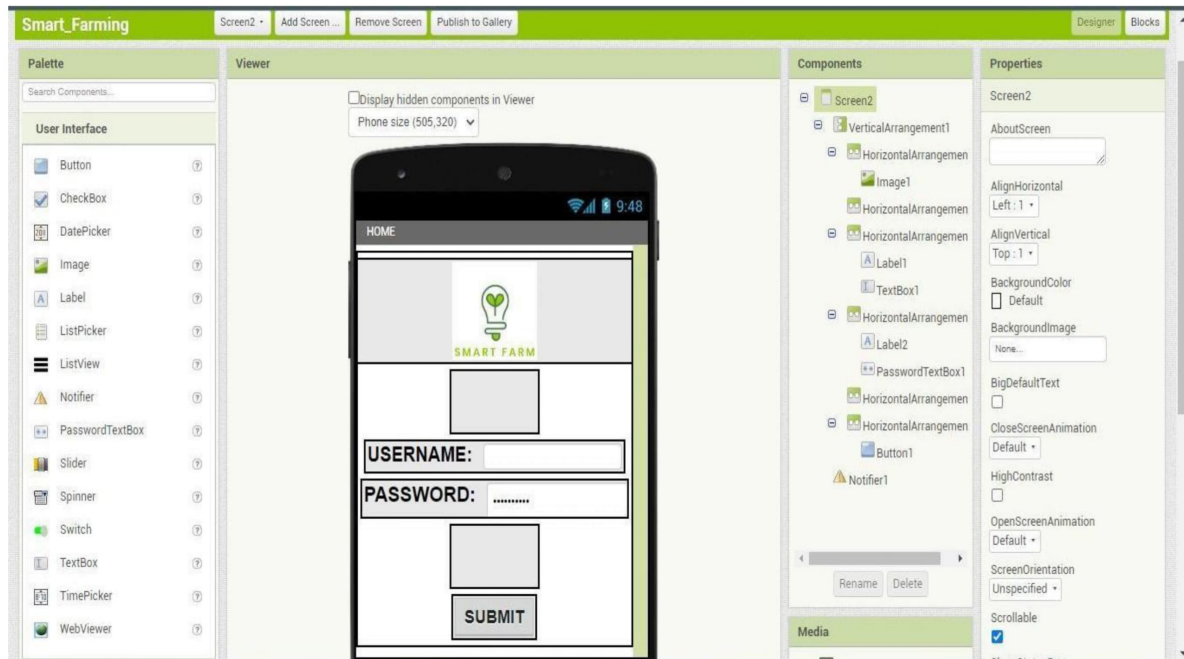 Smart_Farming
Screen2
Add Screen ...
Remove Screen
Publish to Gallery
Designer
Blocks
Palette
Search Components...
User Interface
Button
CheckBox
DatePicker
Image
Label
ListPicker
ListView
Notifier
PasswordTextBox
Slider
Spinner
Switch
TextBox
TimePicker
WebViewer
Viewer
Display hidden components in Viewer
Phone size (505,320)
9:48
HOME
SMART FARM
USERNAME:
PASSWORD:
SUBMIT
Components
Screen2
VerticalArrangement1
HorizontalArrangemen
Image1
HorizontalArrangemen
HorizontalArrangemen
Label1
TextBox1
HorizontalArrangemen
Label2
PasswordTextBox1
HorizontalArrangemen
HorizontalArrangemen
Button1
Notifier1
Rename
Delete
Media
Properties
Screen2
AboutScreen
AlignHorizontal
Left : 1
AlignVertical
Top : 1
BackgroundColor
Default
BackgroundImage
None...
BigDefaultText
CloseScreenAnimation
Default
HighContrast
OpenScreenAnimation
Default
ScreenOrientation
Unspecified
Scrollable